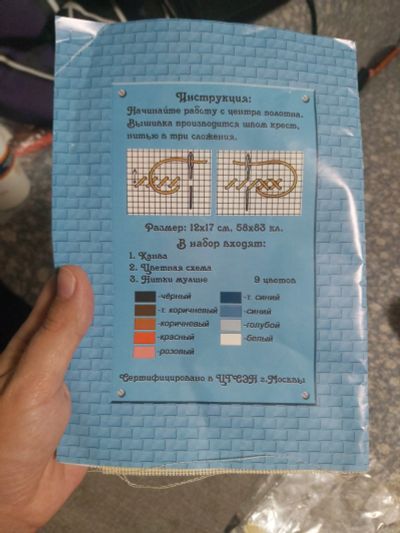 Инструкция:
Начинайте работу с центра полотна.
Вышивка производится швом крест,
нитью в три сложения.
Размер: 12х17 см, 58х83 кл.
В набор входят:
1. Канва
2. Цветная схема
3. Нитки мулине 9 цветов
-чёрный -т. синий
-т. коричневый -синий
-коричневый -голубой
-красный -белый
-розовый
Сертифицировано в ЦГСЭН г.Москвы